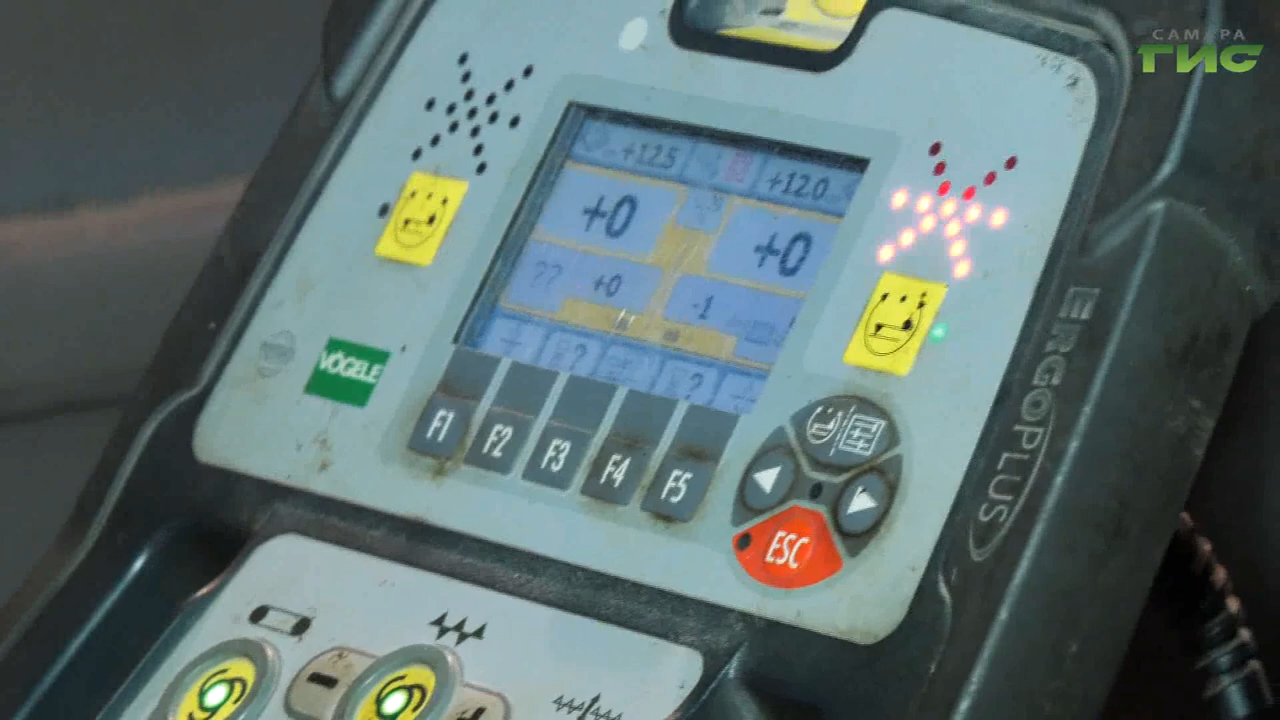 САМАРА
ГИС
+12.5
+12.0
+0
+0
??
+0
-1
?
?
VÖGELE
F1
F2
F3
F4
F5
ESC
ERGOPLUS